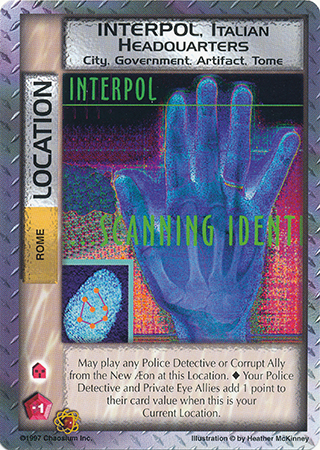 INTERPOL, Italian
Headquarters
City, Government, Artifact, Tome
LOCATION
ROME
INTERPOL
SCANNING IDENTI
May play any Police Detective or Corrupt Ally
from the New Æon at this Location. ◆ Your Police
Detective and Private Eye Allies add 1 point to
their card value when this is your
Current Location.
-1
©1997 Chaosium Inc.
Illustration © by Heather McKinney